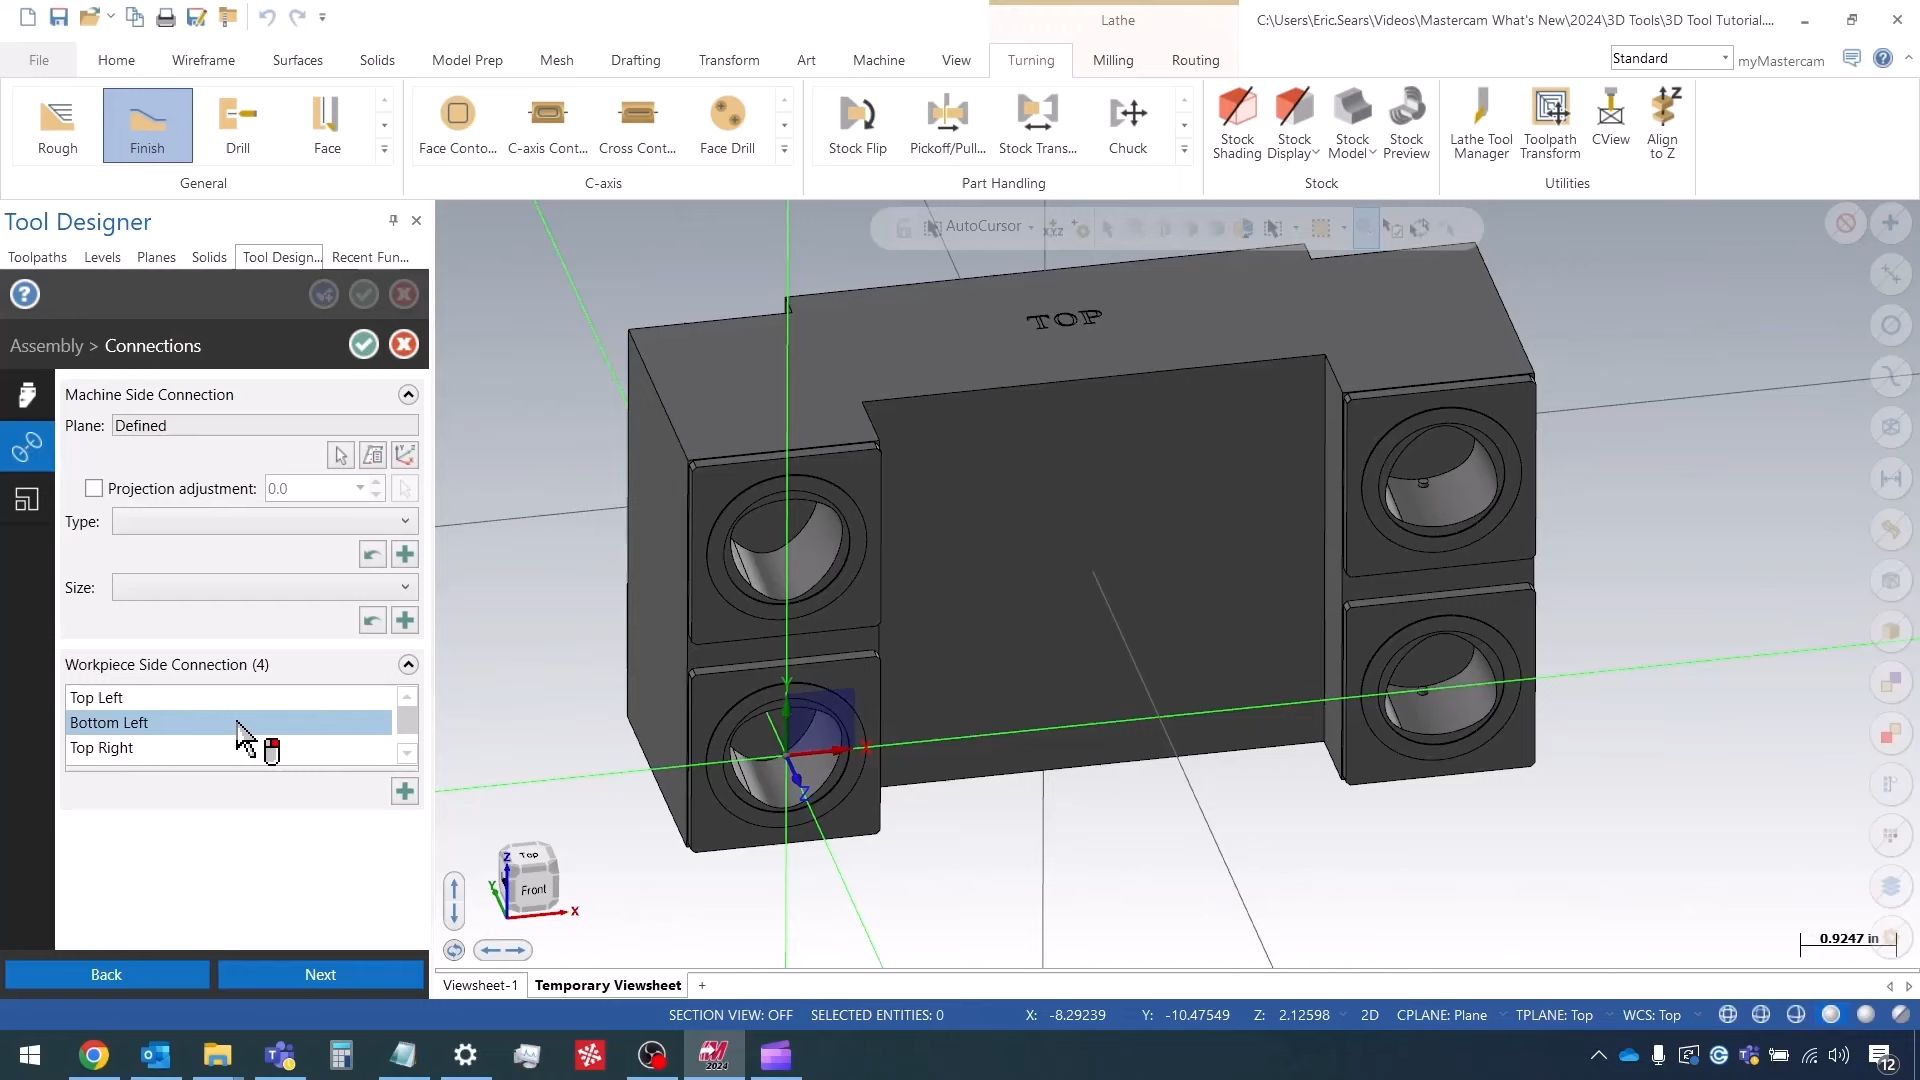 Lathe
C:\Users\Eric.Sears\Videos\Mastercam What's New\2024\3D Tools\3D Tool Tutorial....
File
Home
Wireframe
Surfaces
Solids
Model Prep
Mesh
Drafting
Transform
Art
Machine
View
Turning
Milling
Routing
Standard
myMastercam
Rough
Finish
Drill
Face
Face Conto...
C-axis Cont...
Cross Cont...
Face Drill
Stock Flip
Pickoff/Pull...
Stock Trans...
Chuck
Stock Shading
Stock Display
Stock Model
Stock Preview
Lathe Tool Manager
Toolpath Transform
CView
Align to Z
General
C-axis
Part Handling
Stock
Utilities
Tool Designer
Toolpaths
Levels
Planes
Solids
Tool Design...
Recent Fun...
AutoCursor
Assembly > Connections
Machine Side Connection
Plane: Defined
Projection adjustment: 0.0
Type:
Size:
Workpiece Side Connection (4)
Top Left
Bottom Left
Top Right
Back
Next
TOP
Y
X
Z
Top
Front
Z
Y
X
0.9247 in
Viewsheet-1
Temporary Viewsheet
+
SECTION VIEW: OFF
SELECTED ENTITIES: 0
X: -8.29239
Y: -10.47549
Z: 2.12598
2D
CPLANE: Plane
TPLANE: Top
WCS: Top
2024
12